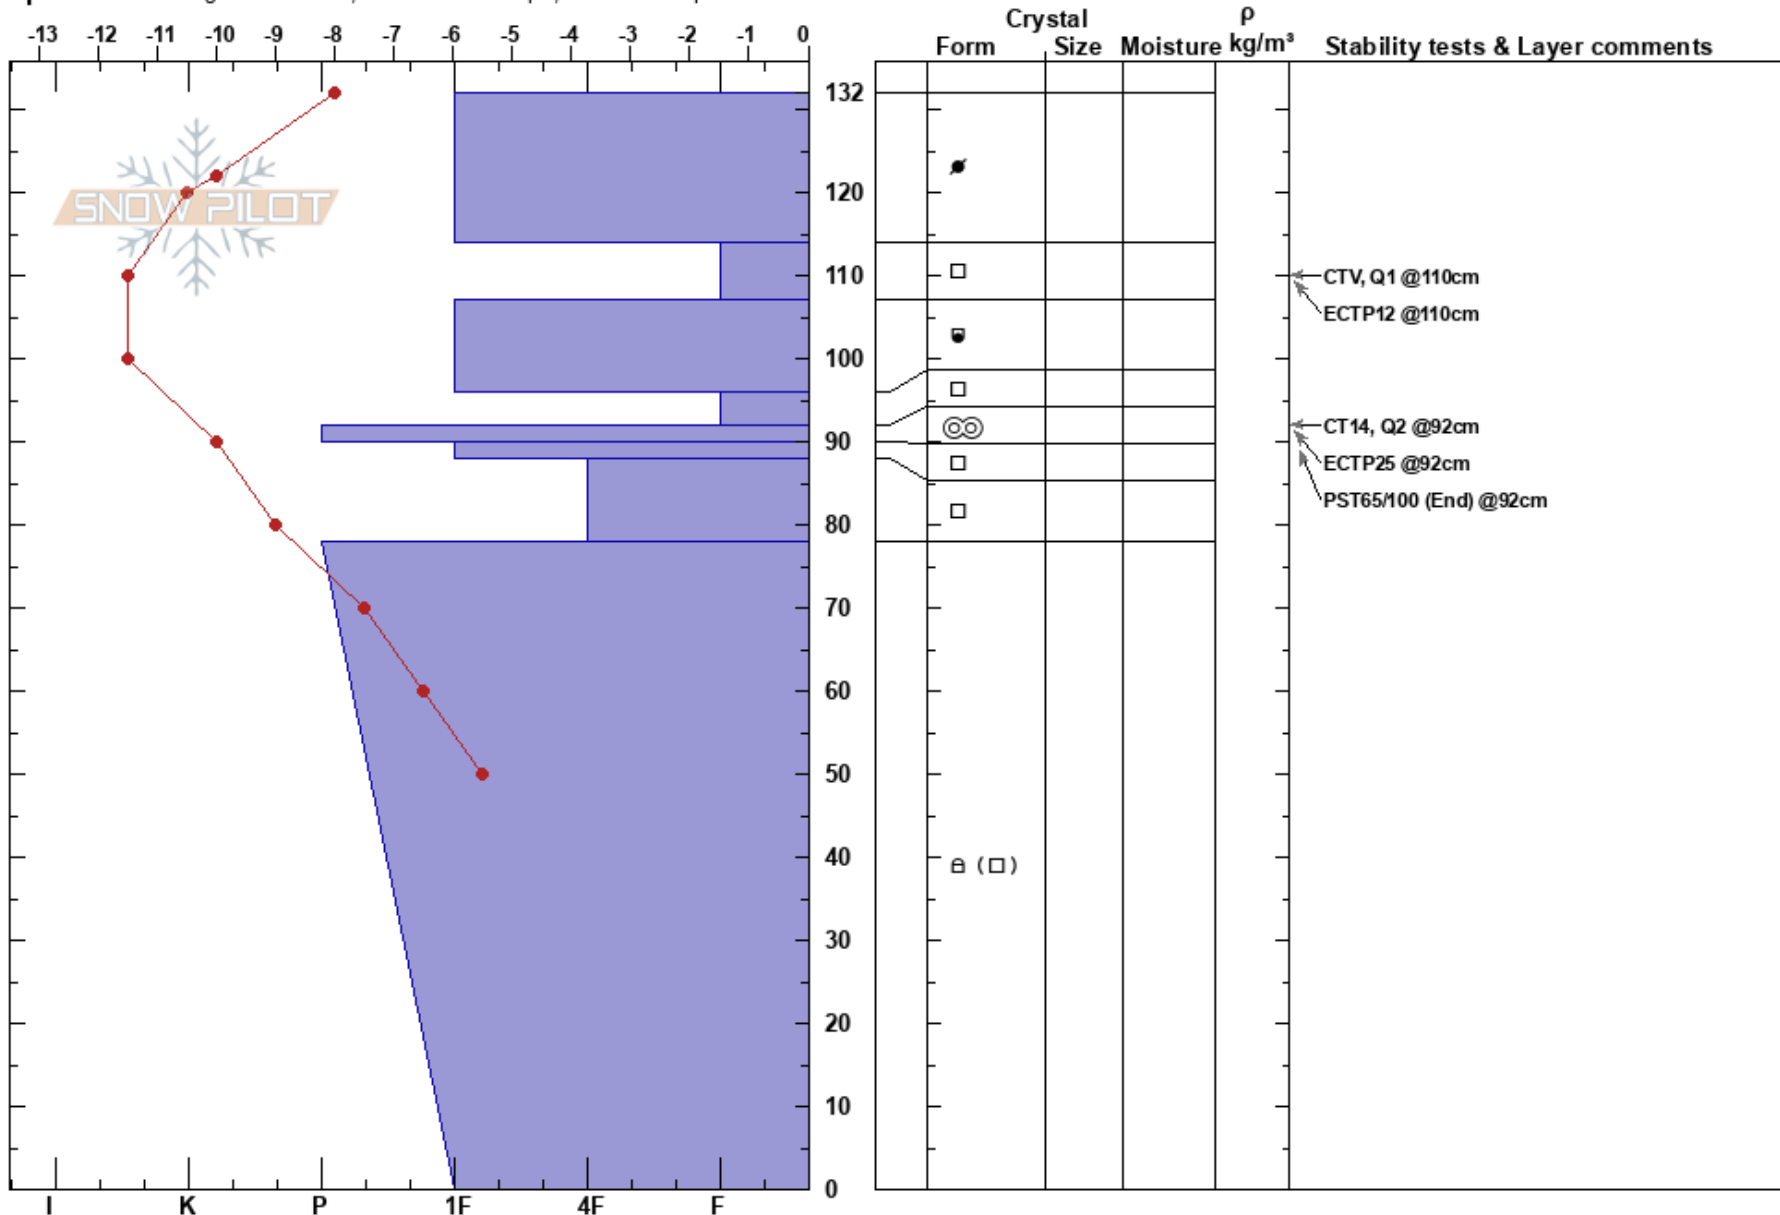 Crystal
ρ
-13 -12 -11 -10 -9 -8 -7 -6 -5 -4 -3 -2 -1 0
Form Size Moisture kg/m³ Stability tests & Layer comments
132
SNOW PILOT
120
110
CTV, Q1 @110cm
ECTP12 @110cm
100
90
CT14, Q2 @92cm
ECTP25 @92cm
PST65/100 (End) @92cm
80
70
60
50
40
30
20
10
0
I K P 1F 4F F